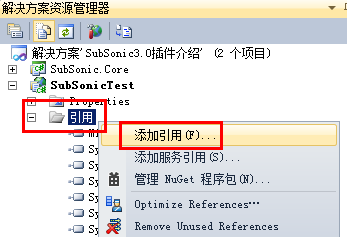 解决方案资源管理器
解决方案'SubSonic3.0插件介绍' (2 个项目)
SubSonic.Core
SubSonicTest
Properties
引用
添加引用(F)...
添加服务引用(S)...
管理 NuGet 程序包(N)...
Optimize References…
Remove Unused References